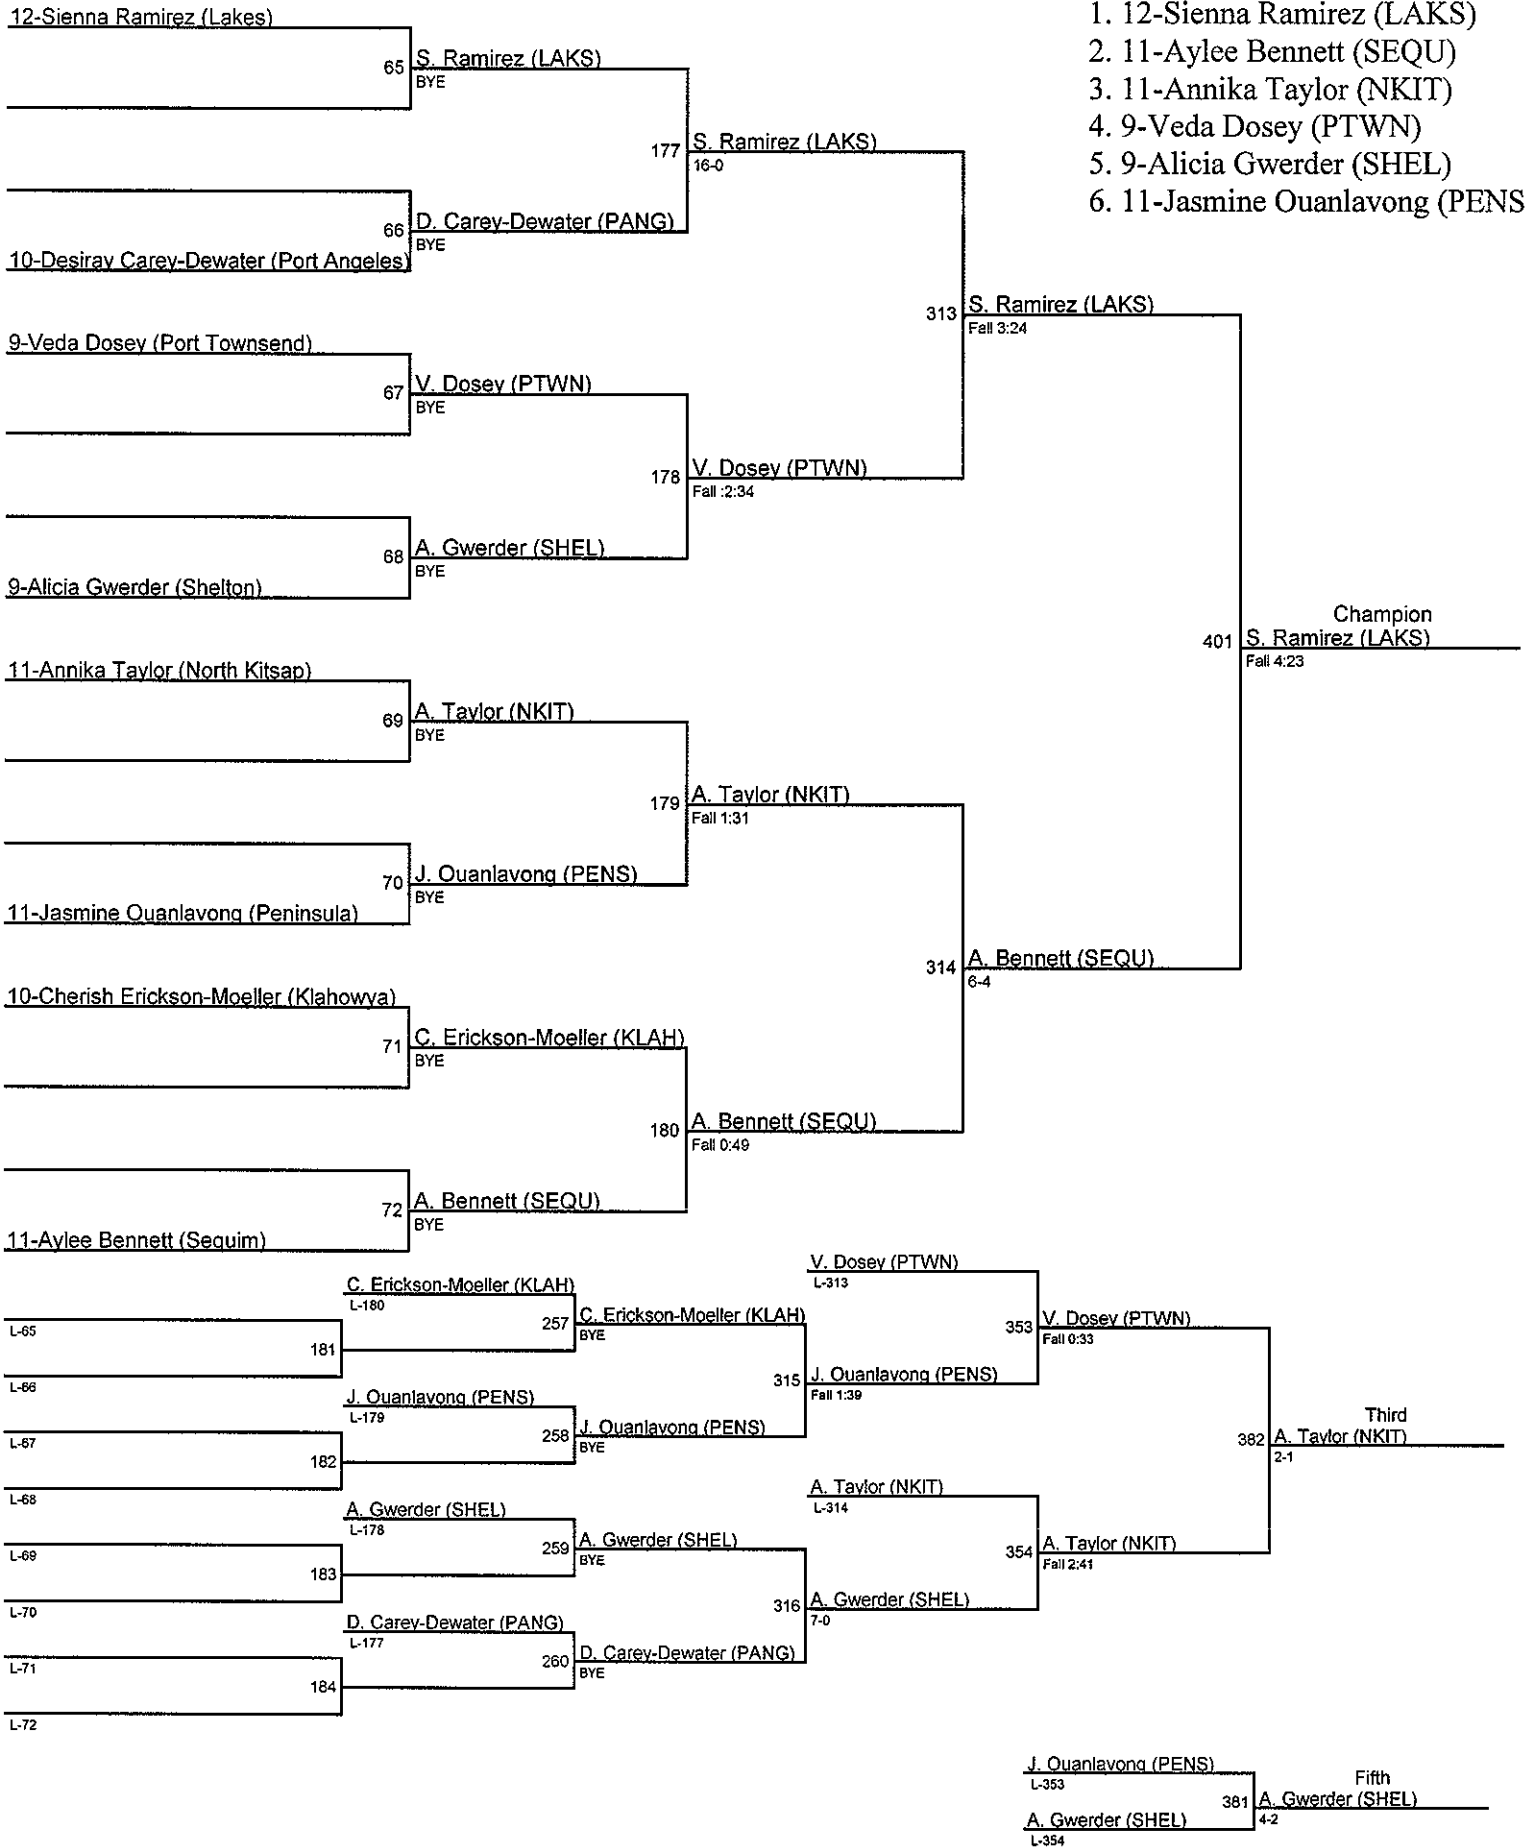 12-Sienna Ramirez (Lakes)
65
S. Ramirez (LAKS)
BYE
177
S. Ramirez (LAKS)
16-0
66
D. Carey-Dewater (PANG)
BYE
10-Desiray Carey-Dewater (Port Angeles)
313
S. Ramirez (LAKS)
Fall 3:24
9-Veda Dosey (Port Townsend)
67
V. Dosey (PTWN)
BYE
178
V. Dosey (PTWN)
Fall :2:34
68
A. Gwerder (SHEL)
BYE
9-Alicia Gwerder (Shelton)
Champion
401
S. Ramirez (LAKS)
Fall 4:23
11-Annika Taylor (North Kitsap)
69
A. Taylor (NKIT)
BYE
179
A. Taylor (NKIT)
Fall 1:31
70
J. Ouanlavong (PENS)
BYE
11-Jasmine Ouanlavong (Peninsula)
314
A. Bennett (SEQU)
6-4
10-Cherish Erickson-Moeller (Klahowya)
71
C. Erickson-Moeller (KLAH)
BYE
180
A. Bennett (SEQU)
Fall 0:49
72
A. Bennett (SEQU)
BYE
11-Aylee Bennett (Sequim)
1. 12-Sienna Ramirez (LAKS)
2. 11-Aylee Bennett (SEQU)
3. 11-Annika Taylor (NKIT)
4. 9-Veda Dosey (PTWN)
5. 9-Alicia Gwerder (SHEL)
6. 11-Jasmine Ouanlavong (PENS
L-65
181
L-66
C. Erickson-Moeller (KLAH)
L-180
257
C. Erickson-Moeller (KLAH)
BYE
L-67
182
L-68
J. Ouanlavong (PENS)
L-179
258
J. Ouanlavong (PENS)
BYE
315
J. Ouanlavong (PENS)
Fall 1:39
V. Dosey (PTWN)
L-313
353
V. Dosey (PTWN)
Fall 0:33
L-69
183
L-70
A. Gwerder (SHEL)
L-178
259
A. Gwerder (SHEL)
BYE
L-71
184
L-72
D. Carey-Dewater (PANG)
L-177
260
D. Carey-Dewater (PANG)
BYE
316
A. Gwerder (SHEL)
7-0
A. Taylor (NKIT)
L-314
354
A. Taylor (NKIT)
Fall 2:41
Third
382
A. Taylor (NKIT)
2-1
J. Ouanlavong (PENS)
L-353
Fifth
381
A. Gwerder (SHEL)
4-2
A. Gwerder (SHEL)
L-354